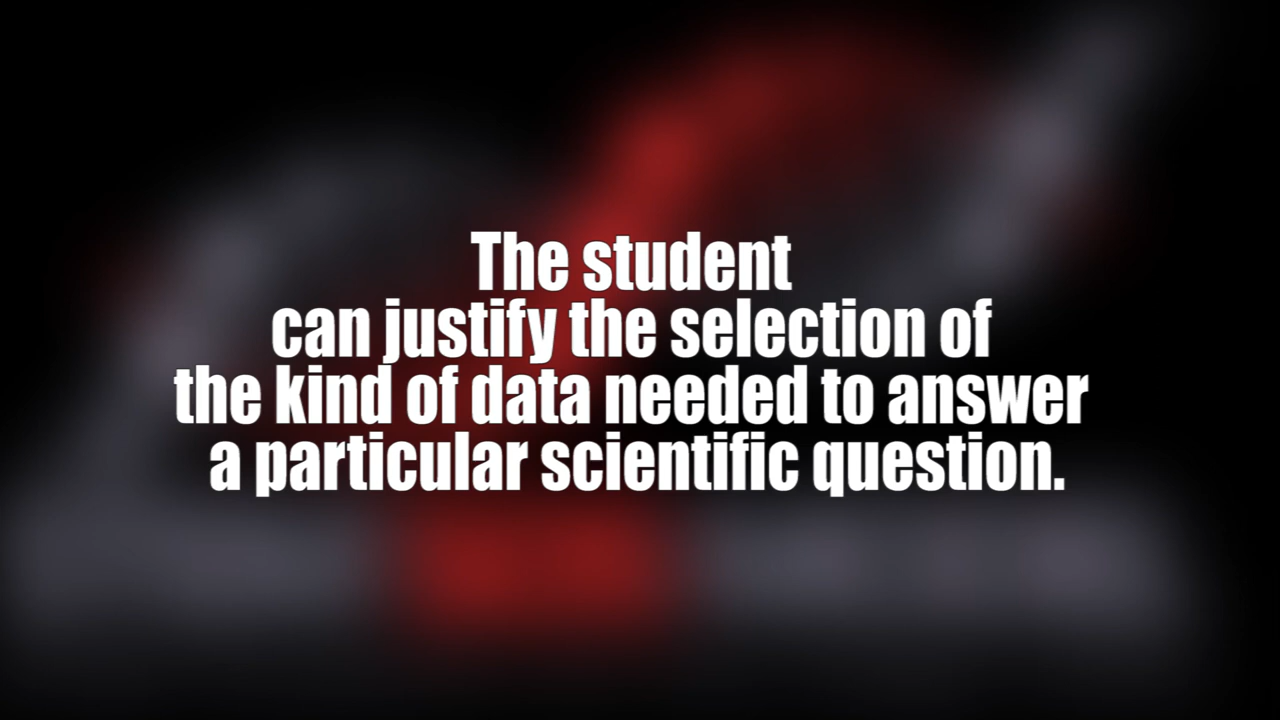 The student
can justify the selection of
the kind of data needed to answer
a particular scientific question.